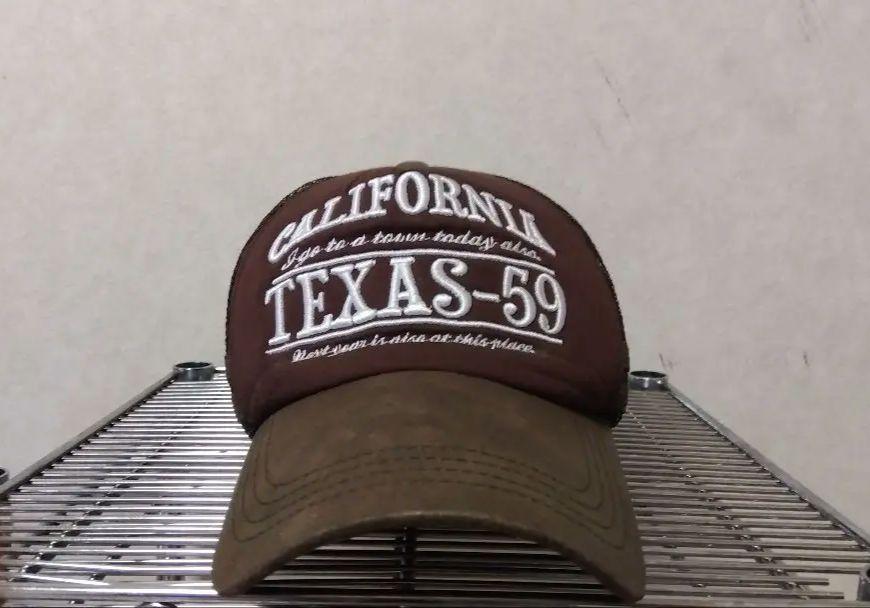 CALIFORNIA
I go to a town today also.
TEXAS-59
Next year is also at this place.